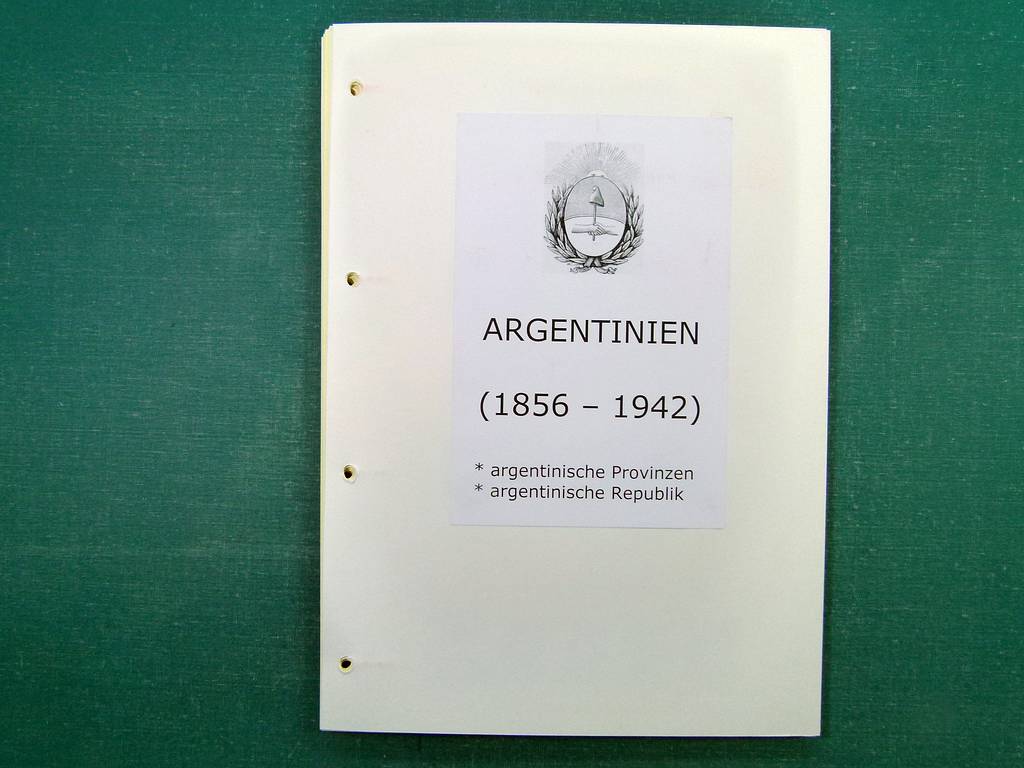 ARGENTINIEN
(1856 – 1942)
* argentinische Provinzen
* argentinische Republik